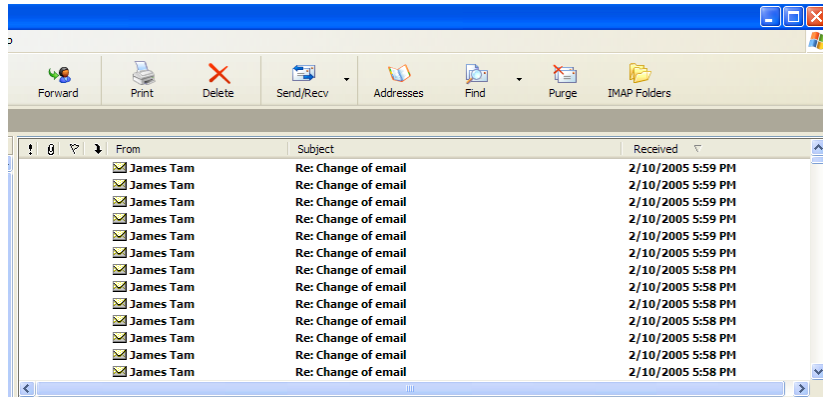 Forward Print Delete Send/Recv Addresses Find Purge IMAP Folders
! From Subject Received
James Tam Re: Change of email 2/10/2005 5:59 PM
James Tam Re: Change of email 2/10/2005 5:59 PM
James Tam Re: Change of email 2/10/2005 5:59 PM
James Tam Re: Change of email 2/10/2005 5:59 PM
James Tam Re: Change of email 2/10/2005 5:59 PM
James Tam Re: Change of email 2/10/2005 5:59 PM
James Tam Re: Change of email 2/10/2005 5:58 PM
James Tam Re: Change of email 2/10/2005 5:58 PM
James Tam Re: Change of email 2/10/2005 5:58 PM
James Tam Re: Change of email 2/10/2005 5:58 PM
James Tam Re: Change of email 2/10/2005 5:58 PM
James Tam Re: Change of email 2/10/2005 5:58 PM
James Tam Re: Change of email 2/10/2005 5:58 PM